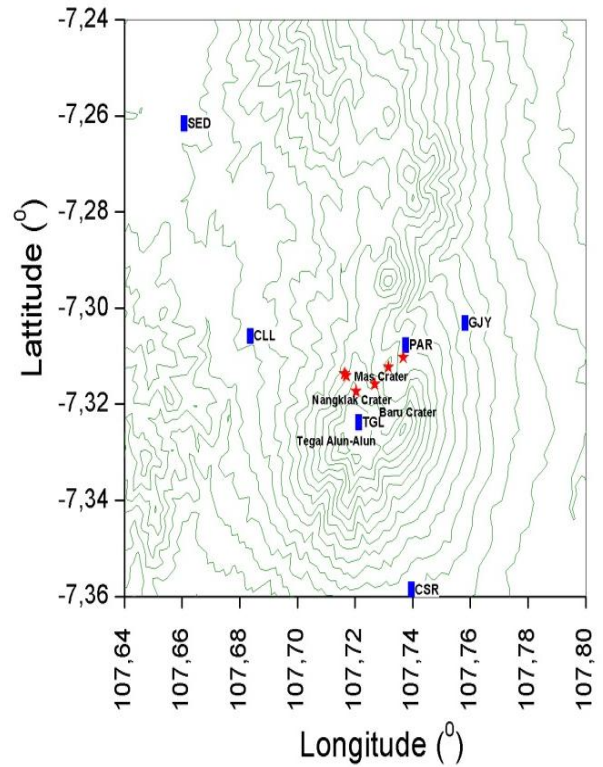 -7,24
-7,26
SED
-7,28
-7,30
GJY
CLL
PAR
Mas Crater
Nangklak Crater
-7,32
Baru Crater
TGL
Tegal Alun-Alun
-7,34
-7,36
CSR
Lattitude (⁰)
107,64
107,66
107,68
107,70
107,72
107,74
107,76
107,78
107,80
Longitude (⁰)